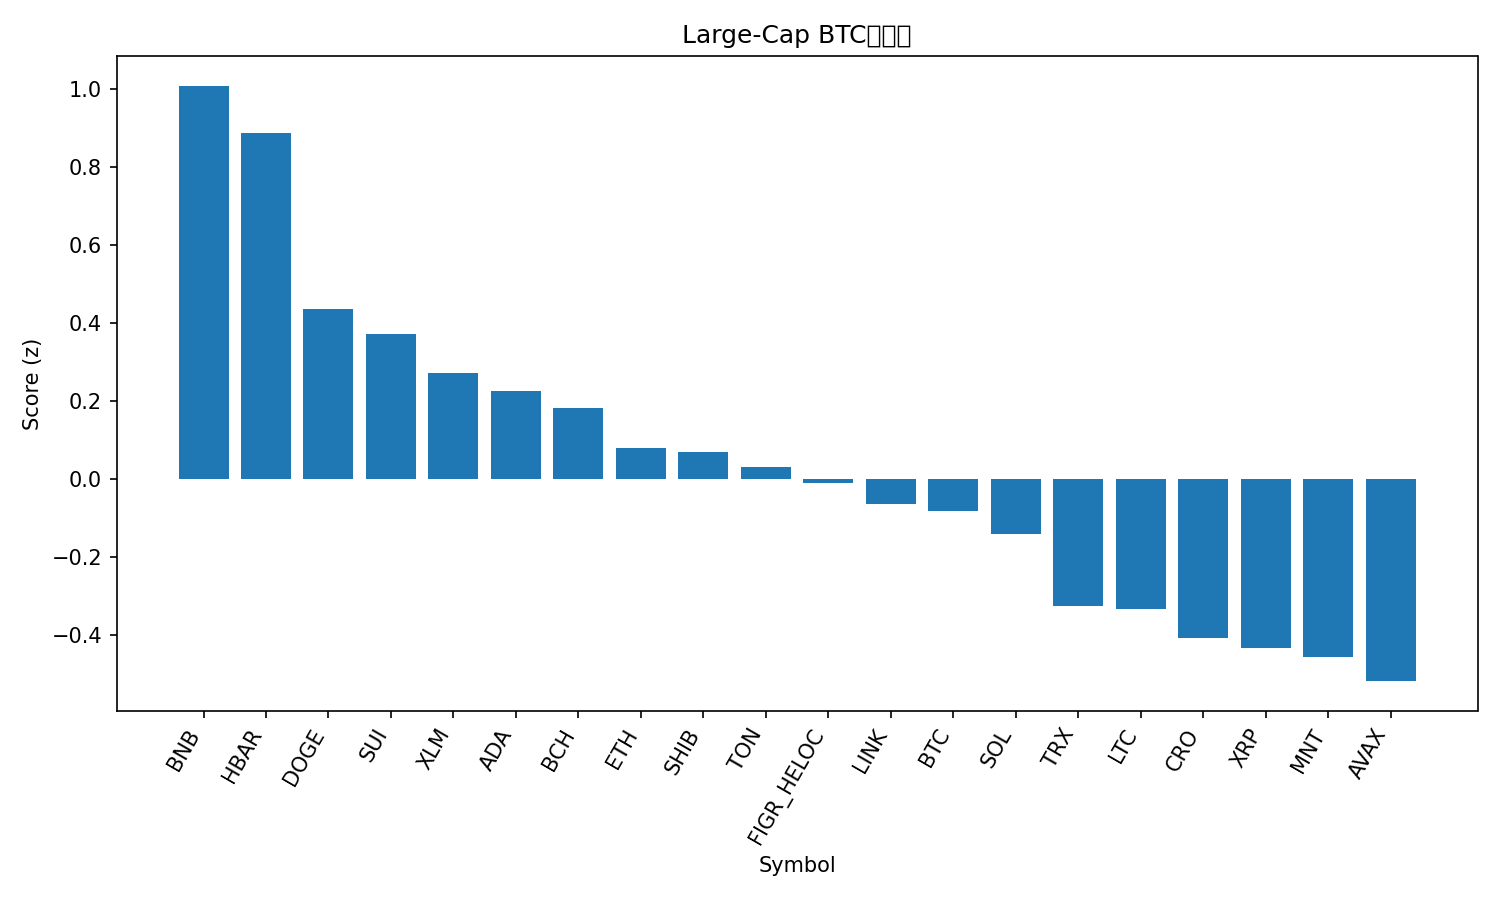 Large-Cap BTC
Score (z)
1.0
0.8
0.6
0.4
0.2
0.0
−0.2
−0.4
BNB
HBAR
DOGE
SUI
XLM
ADA
BCH
ETH
SHIB
TON
FIGR_HELOC
LINK
BTC
SOL
TRX
LTC
CRO
XRP
MNT
AVAX
Symbol